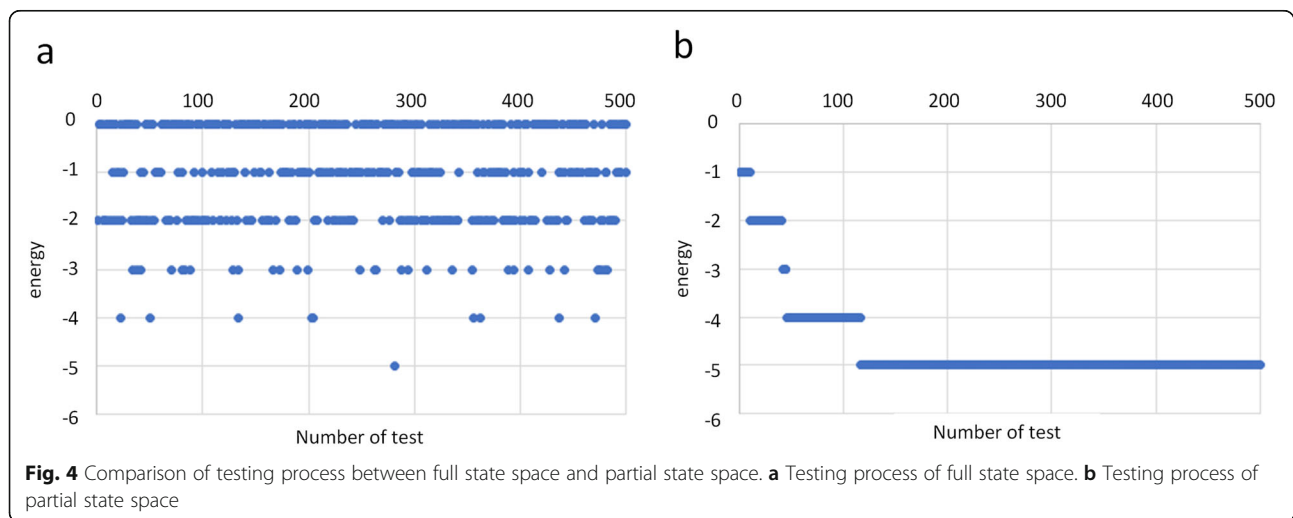 a
0 100 200 300 400 500
0
-1
-2
-3
-4
-5
-6
energy
Number of test
b
0 100 200 300 400 500
0
-1
-2
-3
-4
-5
-6
energy
Number of test
Fig. 4 Comparison of testing process between full state space and partial state space. a Testing process of full state space. b Testing process of
partial state space